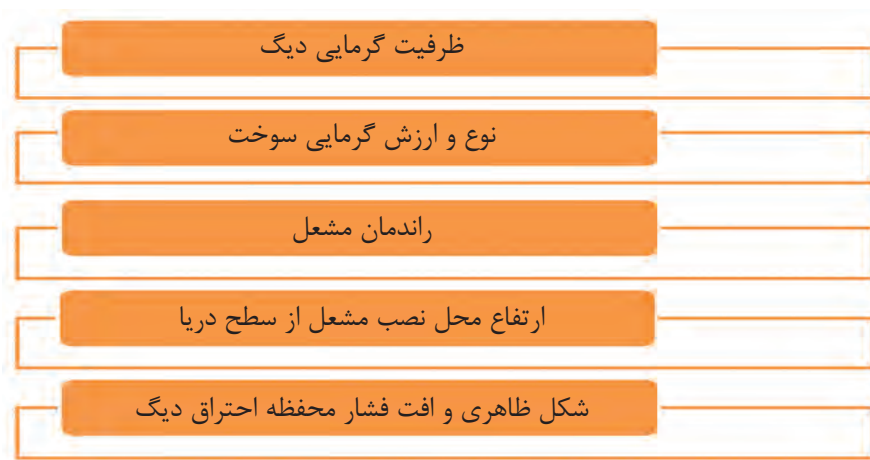 ظرفیت گرمایی دیگ
نوع و ارزش گرمایی سوخت
راندمان مشعل
ارتفاع محل نصب مشعل از سطح دریا
شکل ظاهری و افت فشار محفظه احتراق دیگ